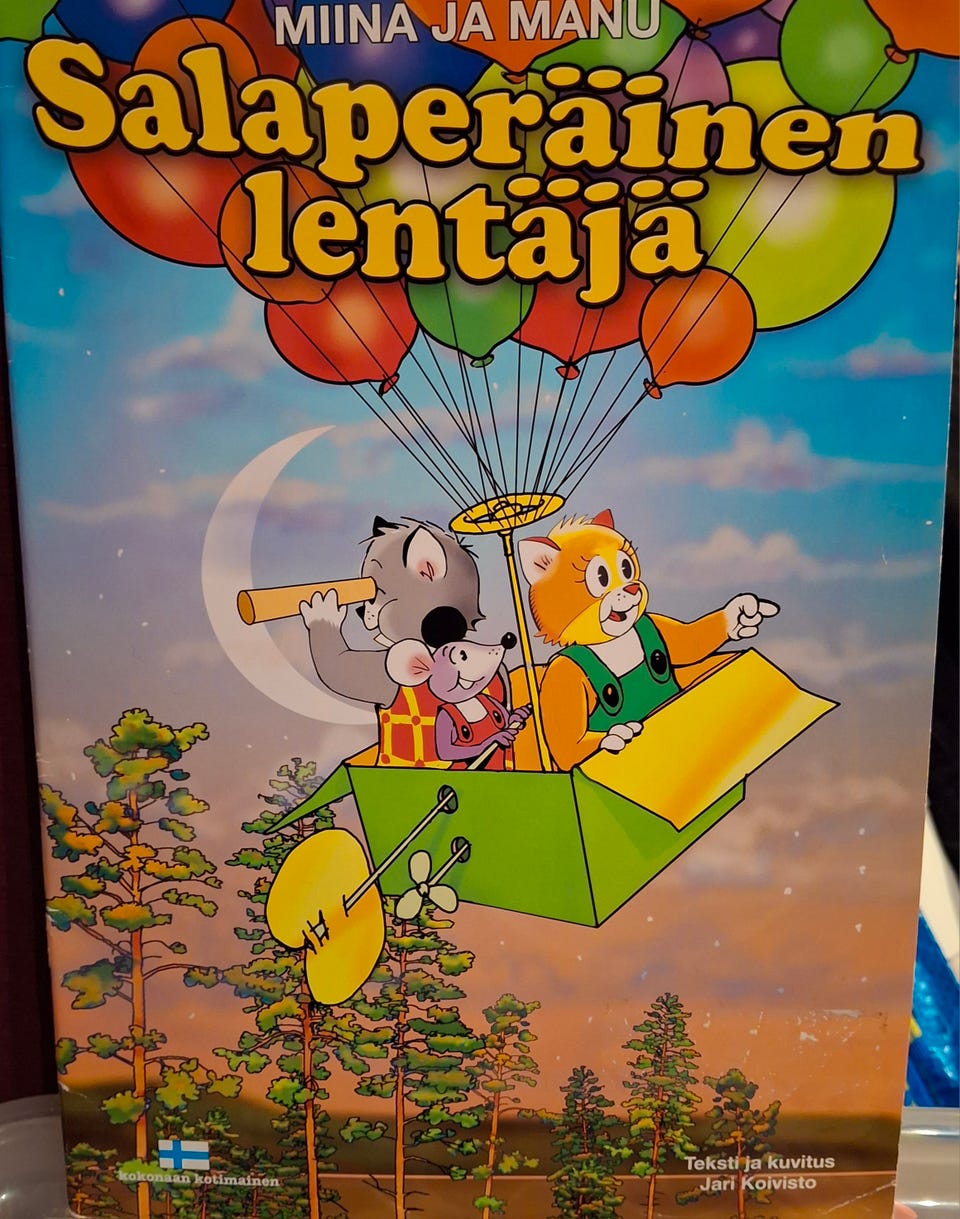 MIINA JA MANU
Salaperäinen
lentäjä
kokonaan kotimainen
Teksti ja kuvitus
Jari Koivisto